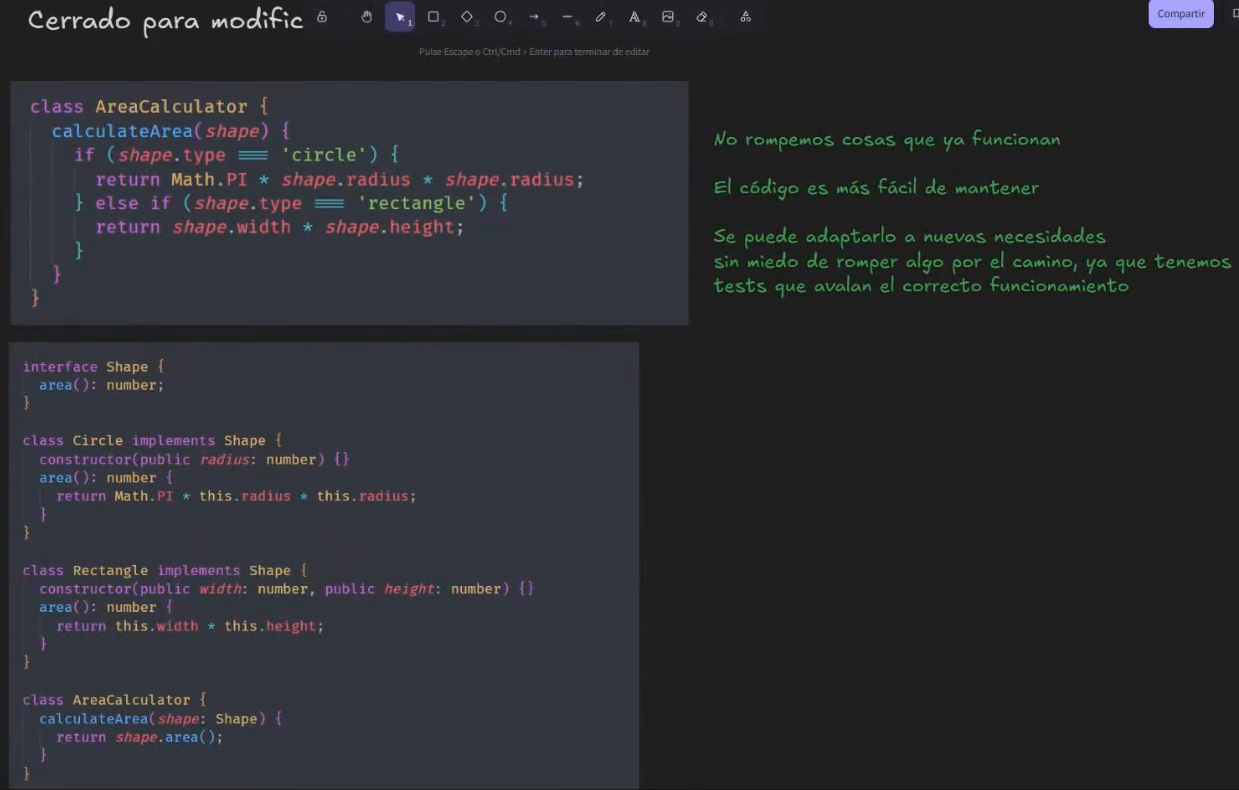 Cerrado para modific
Compartir
Pulse Escape o Ctrl/Cmd + Enter para terminar de editar
class AreaCalculator {
calculateArea(shape) {
if (shape.type === 'circle') {
return Math.PI * shape.radius * shape.radius;
} else if (shape.type === 'rectangle') {
return shape.width * shape.height;
}
}
}
No rompemos cosas que ya funcionan
El código es más fácil de mantener
Se puede adaptarlo a nuevas necesidades
sin miedo de romper algo por el camino, ya que tenemos
tests que avalan el correcto funcionamiento
interface Shape {
area(): number;
}
class Circle implements Shape {
constructor(public radius: number) {}
area(): number {
return Math.PI * this.radius * this.radius;
}
}
class Rectangle implements Shape {
constructor(public width: number, public height: number) {}
area(): number {
return this.width * this.height;
}
}
class AreaCalculator {
calculateArea(shape: Shape) {
return shape.area();
}
}